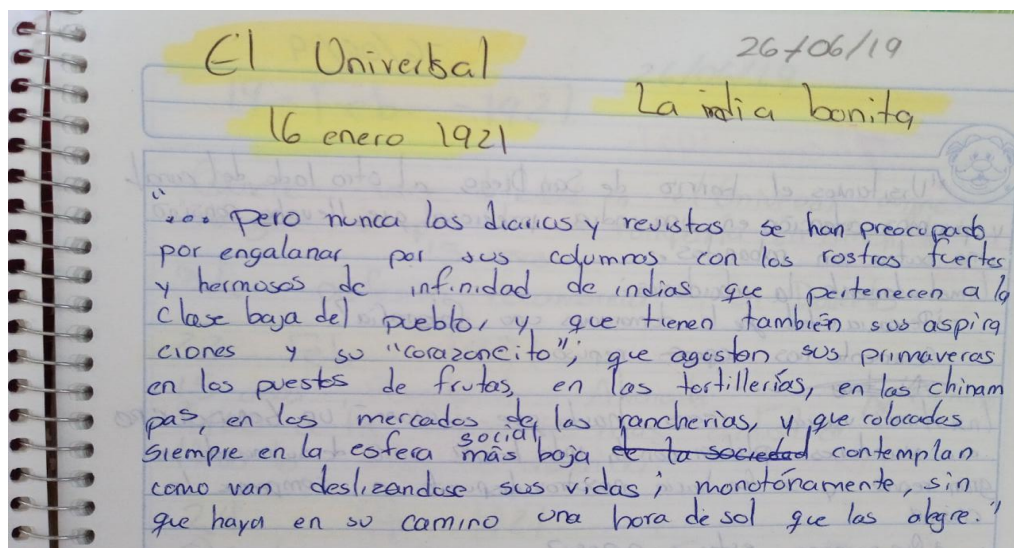 El Universal
26/06/19
La india bonita
16 enero 1921
"... pero nunca los diarios y revistas se han preocupado
por engalanar por sus columnas con los rostros fuertes
y hermosos de infinidad de indias que pertenecen a la
clase baja del pueblo, y que tienen también sus aspira
ciones y su "corazoncito"; que agostan sus primaveras
en los puestos de frutas, en las tortillerías, en las chinam
pas, en los mercados de las rancherias, y que colocadas
siempre en la esfera social más baja de la sociedad contemplan
como van deslizandose sus vidas; monotónamente, sin
que haya en su camino una hora de sol que las alegre."